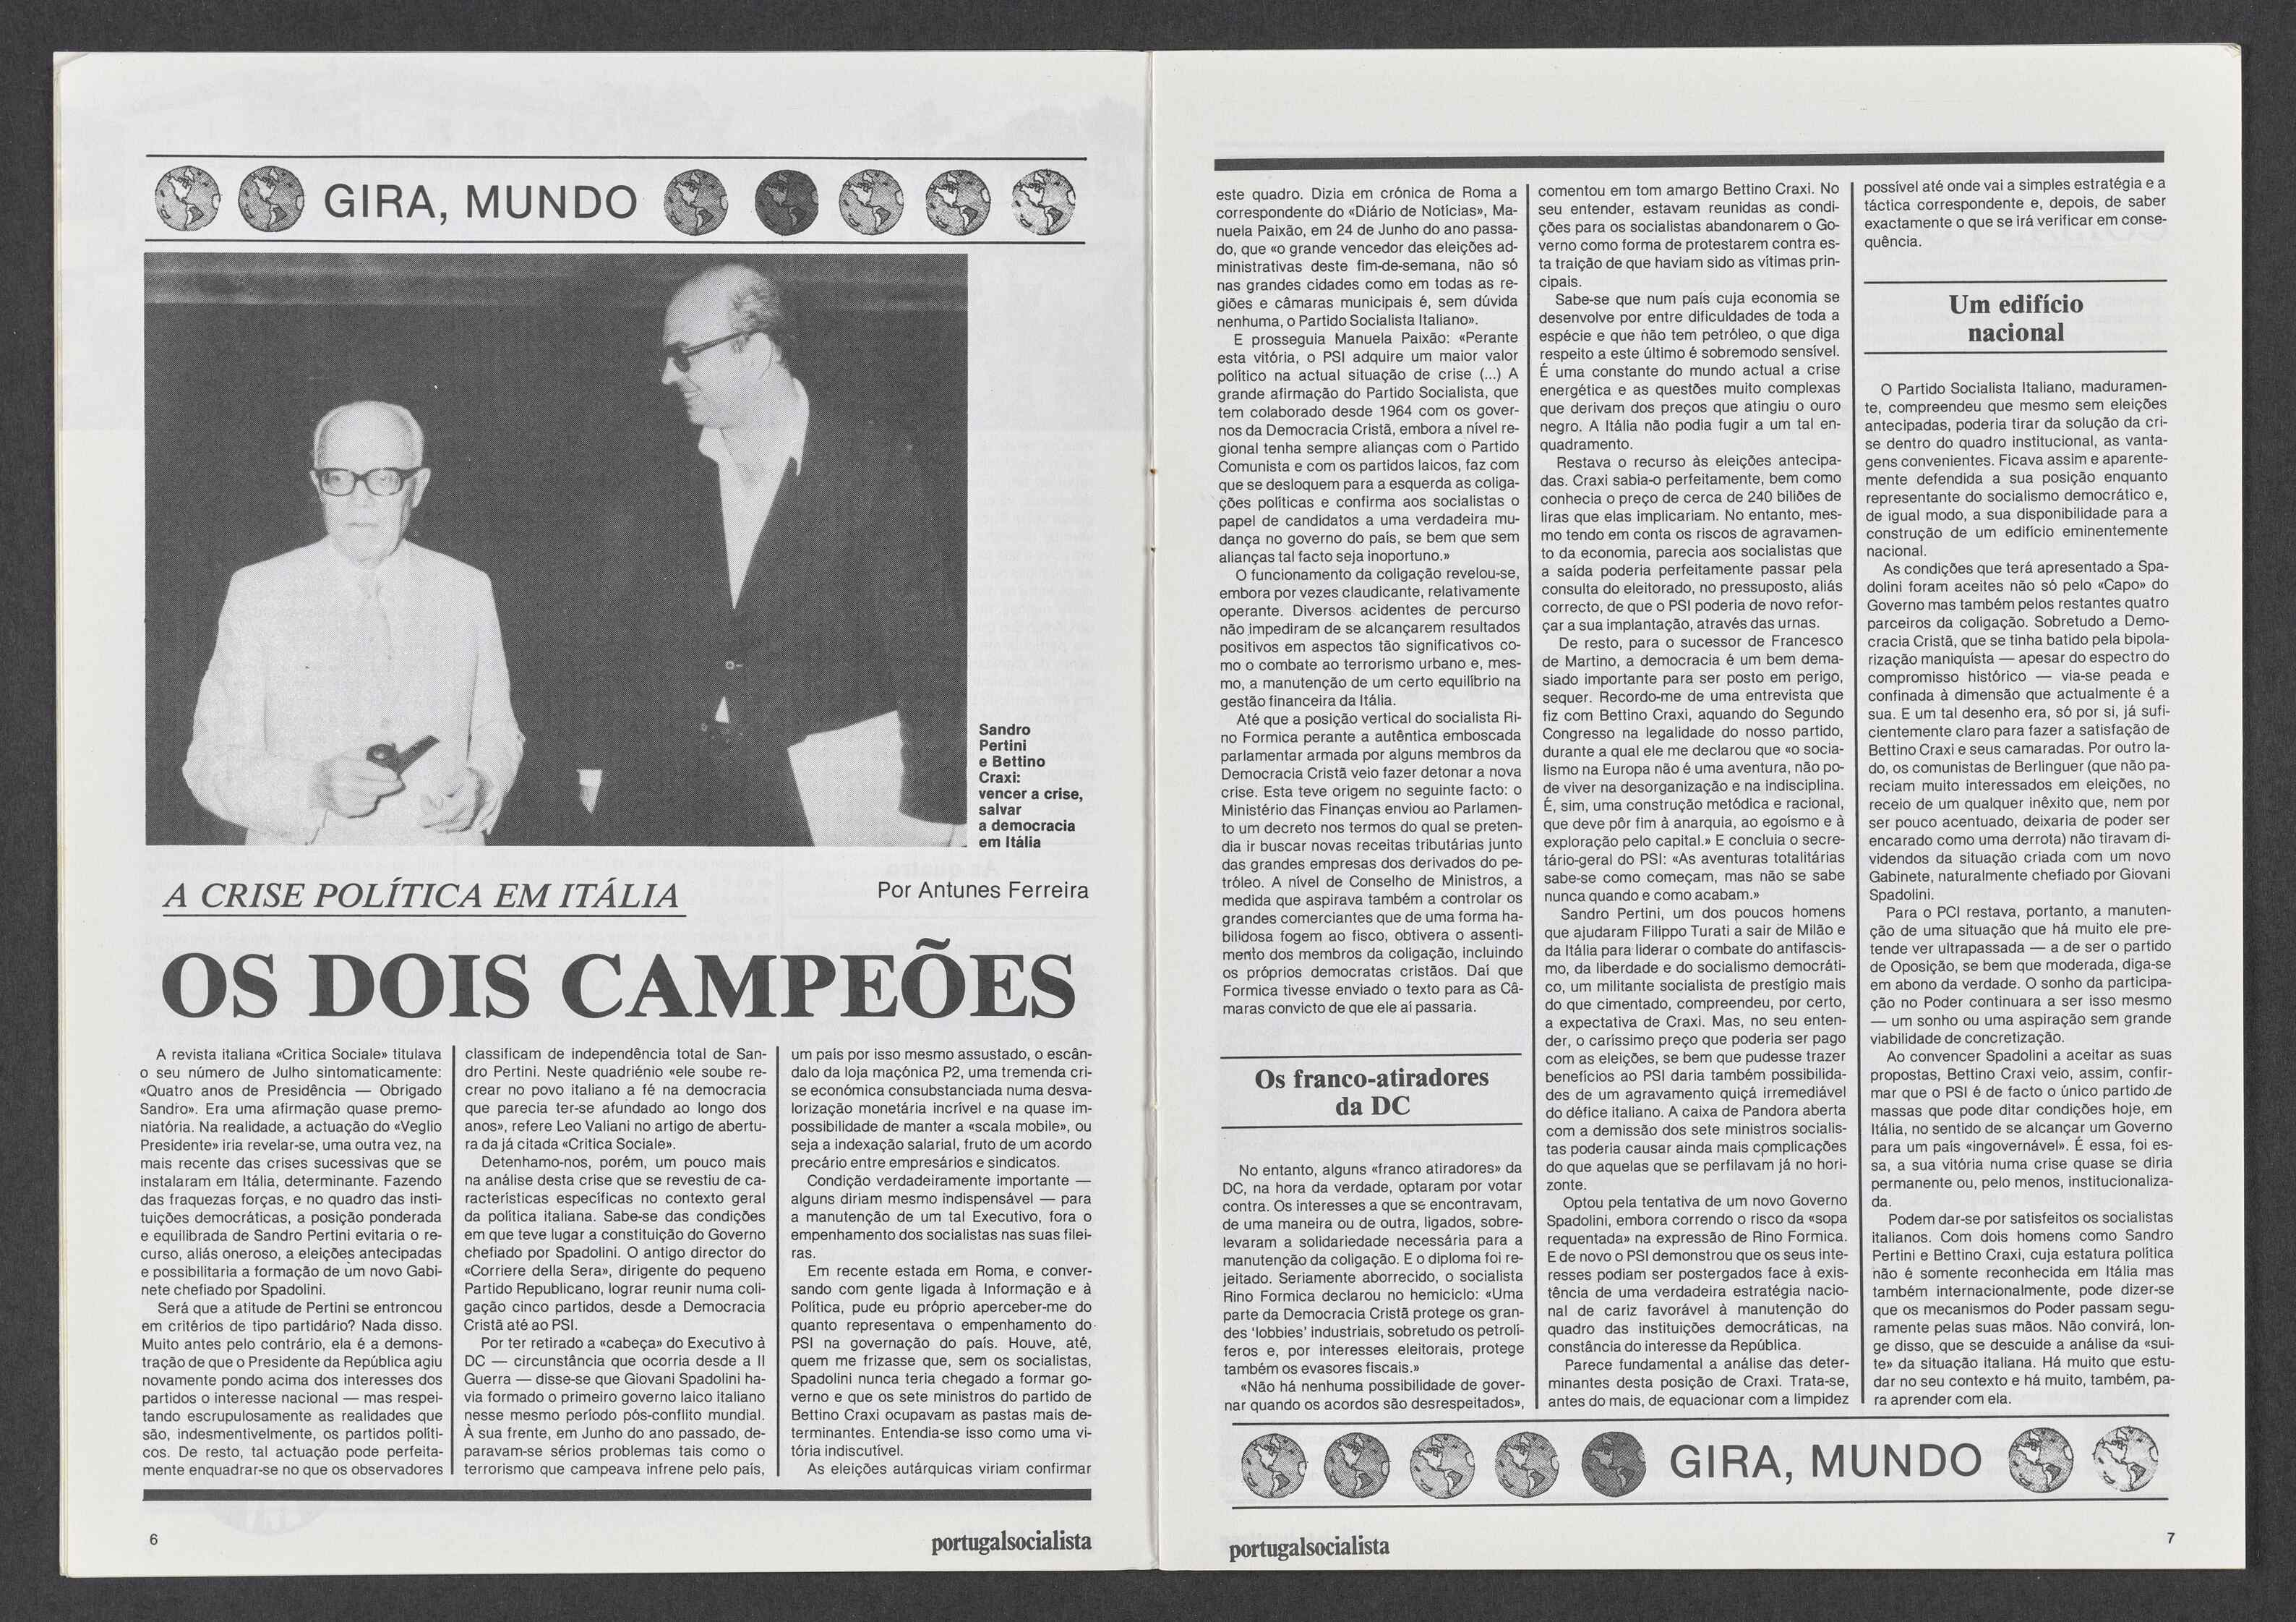 GIRA, MUNDO
Sandro
Pertini
e Bettino
Craxi:
vencer a crise,
salvar
a democracia
em Itália
A CRISE POLÍTICA EM ITÁLIA
Por Antunes Ferreira
OS DOIS CAMPEÕES
A revista italiana «Critica Sociale» titulava
o seu número de Julho sintomaticamente:
«Quatro anos de Presidência — Obrigado
Sandro». Era uma afirmação quase premo-
niatória. Na realidade, a actuação do «Veglio
Presidente» iria revelar-se, uma outra vez, na
mais recente das crises sucessivas que se
instalaram em Itália, determinante. Fazendo
das fraquezas forças, e no quadro das insti-
tuições democráticas, a posição ponderada
e equilibrada de Sandro Pertini evitaria o re-
curso, aliás oneroso, a eleições antecipadas
e possibilitaria a formação de um novo Gabi-
nete chefiado por Spadolini.
Será que a atitude de Pertini se entroncou
em critérios de tipo partidário? Nada disso.
Muito antes pelo contrário, ela é a demons-
tração de que o Presidente da República agiu
novamente pondo acima dos interesses dos
partidos o interesse nacional — mas respei-
tando escrupulosamente as realidades que
são, indesmentivelmente, os partidos políti-
cos. De resto, tal actuação pode perfeita-
mente enquadrar-se no que os observadores
classificam de independência total de San-
dro Pertini. Neste quadriénio «ele soube re-
crear no povo italiano a fé na democracia
que parecia ter-se afundado ao longo dos
anos», refere Leo Valiani no artigo de abertu-
ra da já citada «Critica Sociale».
Detenhamo-nos, porém, um pouco mais
na análise desta crise que se revestiu de ca-
racterísticas específicas no contexto geral
da política italiana. Sabe-se das condições
em que teve lugar a constituição do Governo
chefiado por Spadolini. O antigo director do
«Corriere della Sera», dirigente do pequeno
Partido Republicano, lograr reunir numa coli-
gação cinco partidos, desde a Democracia
Cristã até ao PSI.
Por ter retirado a «cabeça» do Executivo à
DC — circunstância que ocorria desde a II
Guerra — disse-se que Giovani Spadolini ha-
via formado o primeiro governo laico italiano
nesse mesmo período pós-conflito mundial.
À sua frente, em Junho do ano passado, de-
paravam-se sérios problemas tais como o
terrorismo que campeava infrene pelo país,
um país por isso mesmo assustado, o escân-
dalo da loja maçónica P2, uma tremenda cri-
se económica consubstanciada numa desva-
lorização monetária incrível e na quase im-
possibilidade de manter a «scala mobile», ou
seja a indexação salarial, fruto de um acordo
precário entre empresários e sindicatos.
Condição verdadeiramente importante —
alguns diriam mesmo indispensável — para
a manutenção de um tal Executivo, fora o
empenhamento dos socialistas nas suas filei-
ras.
Em recente estada em Roma, e conver-
sando com gente ligada à Informação e à
Política, pude eu próprio aperceber-me do
quanto representava o empenhamento do
PSI na governação do país. Houve, até,
quem me frizasse que, sem os socialistas,
Spadolini nunca teria chegado a formar go-
verno e que os sete ministros do partido de
Bettino Craxi ocupavam as pastas mais de-
terminantes. Entendia-se isso como uma vi-
tória indiscutível.
As eleições autárquicas viriam confirmar
6
portugalsocialista
este quadro. Dizia em crónica de Roma a
correspondente do «Diário de Notícias», Ma-
nuela Paixão, em 24 de Junho do ano passa-
do, que «o grande vencedor das eleições ad-
ministrativas deste fim-de-semana, não só
nas grandes cidades como em todas as re-
giões e câmaras municipais é, sem dúvida
nenhuma, o Partido Socialista Italiano».
E prosseguia Manuela Paixão: «Perante
esta vitória, o PSI adquire um maior valor
político na actual situação de crise (...) A
grande afirmação do Partido Socialista, que
tem colaborado desde 1964 com os gover-
nos da Democracia Cristã, embora a nível re-
gional tenha sempre alianças com o Partido
Comunista e com os partidos laicos, faz com
que se desloquem para a esquerda as coliga-
ções políticas e confirma aos socialistas o
papel de candidatos a uma verdadeira mu-
dança no governo do país, se bem que sem
alianças tal facto seja inoportuno.»
O funcionamento da coligação revelou-se,
embora por vezes claudicante, relativamente
operante. Diversos acidentes de percurso
não impediram de se alcançarem resultados
positivos em aspectos tão significativos co-
mo o combate ao terrorismo urbano e, mes-
mo, a manutenção de um certo equilíbrio na
gestão financeira da Itália.
Até que a posição vertical do socialista Ri-
no Formica perante a autêntica emboscada
parlamentar armada por alguns membros da
Democracia Cristã veio fazer detonar a nova
crise. Esta teve origem no seguinte facto: o
Ministério das Finanças enviou ao Parlamen-
to um decreto nos termos do qual se preten-
dia ir buscar novas receitas tributárias junto
das grandes empresas dos derivados do pe-
tróleo. A nível de Conselho de Ministros, a
medida que aspirava também a controlar os
grandes comerciantes que de uma forma ha-
bilidosa fogem ao fisco, obtivera o assenti-
mento dos membros da coligação, incluindo
os próprios democratas cristãos. Daí que
Formica tivesse enviado o texto para as Câ-
maras convicto de que ele aí passaria.
Os franco-atiradores
da DC
No entanto, alguns «franco atiradores» da
DC, na hora da verdade, optaram por votar
contra. Os interesses a que se encontravam,
de uma maneira ou de outra, ligados, sobre-
levaram a solidariedade necessária para a
manutenção da coligação. E o diploma foi re-
jeitado. Seriamente aborrecido, o socialista
Rino Formica declarou no hemiciclo: «Uma
parte da Democracia Cristã protege os gran-
des 'lobbies' industriais, sobretudo os petrolí-
feros e, por interesses eleitorais, protege
também os evasores fiscais.»
«Não há nenhuma possibilidade de gover-
nar quando os acordos são desrespeitados»,
comentou em tom amargo Bettino Craxi. No
seu entender, estavam reunidas as condi-
ções para os socialistas abandonarem o Go-
verno como forma de protestarem contra es-
ta traição de que haviam sido as vítimas prin-
cipais.
Sabe-se que num país cuja economia se
desenvolve por entre dificuldades de toda a
espécie e que não tem petróleo, o que diga
respeito a este último é sobremodo sensível.
É uma constante do mundo actual a crise
energética e as questões muito complexas
que derivam dos preços que atingiu o ouro
negro. A Itália não podia fugir a um tal en-
quadramento.
Restava o recurso às eleições antecipa-
das. Craxi sabia-o perfeitamente, bem como
conhecia o preço de cerca de 240 biliões de
liras que elas implicariam. No entanto, mes-
mo tendo em conta os riscos de agravamen-
to da economia, parecia aos socialistas que
a saída poderia perfeitamente passar pela
consulta do eleitorado, no pressuposto, aliás
correcto, de que o PSI poderia de novo refor-
çar a sua implantação, através das urnas.
De resto, para o sucessor de Francesco
de Martino, a democracia é um bem dema-
siado importante para ser posto em perigo,
sequer. Recordo-me de uma entrevista que
fiz com Bettino Craxi, aquando do Segundo
Congresso na legalidade do nosso partido,
durante a qual ele me declarou que «o socia-
lismo na Europa não é uma aventura, não po-
de viver na desorganização e na indisciplina.
É, sim, uma construção metódica e racional,
que deve pôr fim à anarquia, ao egoísmo e à
exploração pelo capital.» E concluia o secre-
tário-geral do PSI: «As aventuras totalitárias
sabe-se como começam, mas não se sabe
nunca quando e como acabam.»
Sandro Pertini, um dos poucos homens
que ajudaram Filippo Turati a sair de Milão e
da Itália para liderar o combate do antifascis-
mo, da liberdade e do socialismo democráti-
co, um militante socialista de prestígio mais
do que cimentado, compreendeu, por certo,
a expectativa de Craxi. Mas, no seu enten-
der, o caríssimo preço que poderia ser pago
com as eleições, se bem que pudesse trazer
benefícios ao PSI daria também possibilida-
des de um agravamento quiçá irremediável
do défice italiano. A caixa de Pandora aberta
com a demissão dos sete ministros socialis-
tas poderia causar ainda mais complicações
do que aquelas que se perfilavam já no hori-
zonte.
Optou pela tentativa de um novo Governo
Spadolini, embora correndo o risco da «sopa
requentada» na expressão de Rino Formica.
E de novo o PSI demonstrou que os seus inte-
resses podiam ser postergados face à exis-
tência de uma verdadeira estratégia nacio-
nal de cariz favorável à manutenção do
quadro das instituições democráticas, na
constância do interesse da República.
Parece fundamental a análise das deter-
minantes desta posição de Craxi. Trata-se,
antes do mais, de equacionar com a limpidez
possível até onde vai a simples estratégia e a
táctica correspondente e, depois, de saber
exactamente o que se irá verificar em conse-
quência.
Um edifício
nacional
O Partido Socialista Italiano, maduramen-
te, compreendeu que mesmo sem eleições
antecipadas, poderia tirar da solução da cri-
se dentro do quadro institucional, as vanta-
gens convenientes. Ficava assim e aparente-
mente defendida a sua posição enquanto
representante do socialismo democrático e,
de igual modo, a sua disponibilidade para a
construção de um edifício eminentemente
nacional.
As condições que terá apresentado a Spa-
dolini foram aceites não só pelo «Capo» do
Governo mas também pelos restantes quatro
parceiros da coligação. Sobretudo a Demo-
cracia Cristã, que se tinha batido pela bipola-
rização maniquísta — apesar do espectro do
compromisso histórico — via-se peada e
confinada à dimensão que actualmente é a
sua. E um tal desenho era, só por si, já sufi-
cientemente claro para fazer a satisfação de
Bettino Craxi e seus camaradas. Por outro la-
do, os comunistas de Berlinguer (que não pa-
reciam muito interessados em eleições, no
receio de um qualquer inêxito que, nem por
ser pouco acentuado, deixaria de poder ser
encarado como uma derrota) não tiravam di-
videndos da situação criada com um novo
Gabinete, naturalmente chefiado por Giovani
Spadolini.
Para o PCI restava, portanto, a manuten-
ção de uma situação que há muito ele pre-
tende ver ultrapassada — a de ser o partido
de Oposição, se bem que moderada, diga-se
em abono da verdade. O sonho da participa-
ção no Poder continuara a ser isso mesmo
— um sonho ou uma aspiração sem grande
viabilidade de concretização.
Ao convencer Spadolini a aceitar as suas
propostas, Bettino Craxi veio, assim, confir-
mar que o PSI é de facto o único partido de
massas que pode ditar condições hoje, em
Itália, no sentido de se alcançar um Governo
para um país «ingovernável». É essa, foi es-
sa, a sua vitória numa crise quase se diria
permanente ou, pelo menos, institucionaliza-
da.
Podem dar-se por satisfeitos os socialistas
italianos. Com dois homens como Sandro
Pertini e Bettino Craxi, cuja estatura política
não é somente reconhecida em Itália mas
também internacionalmente, pode dizer-se
que os mecanismos do Poder passam segu-
ramente pelas suas mãos. Não convirá, lon-
ge disso, que se descuide a análise da «sui-
te» da situação italiana. Há muito que estu-
dar no seu contexto e há muito, também, pa-
ra aprender com ela.
GIRA, MUNDO
portugalsocialista
7